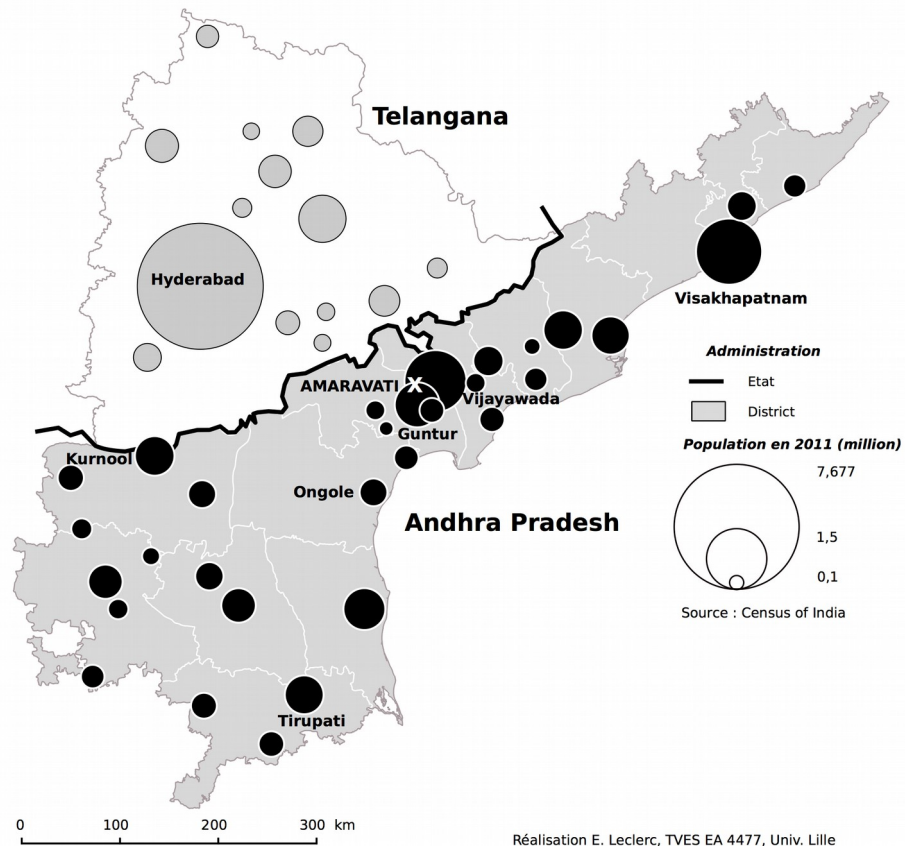 Telangana
Hyderabad
Visakhapatnam
Administration
Etat
District
AMARAVATI
X
Vijayawada
Guntur
Kurnool
Ongole
Andhra Pradesh
Population en 2011 (million)
7,677
1,5
0,1
Source : Census of India
Tirupati
0 100 200 300 km
Réalisation E. Leclerc, TVES EA 4477, Univ. Lille